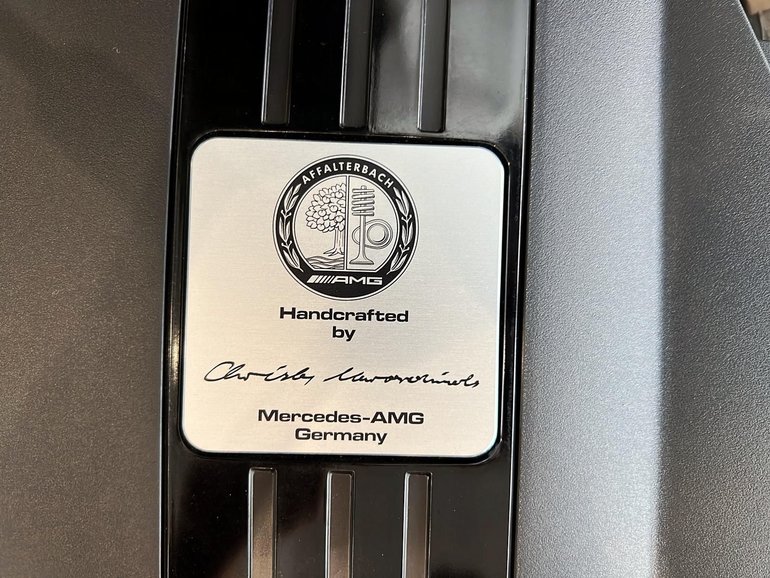 AFFALTERBACH
AMG
Handcrafted
by
Mercedes-AMG
Germany